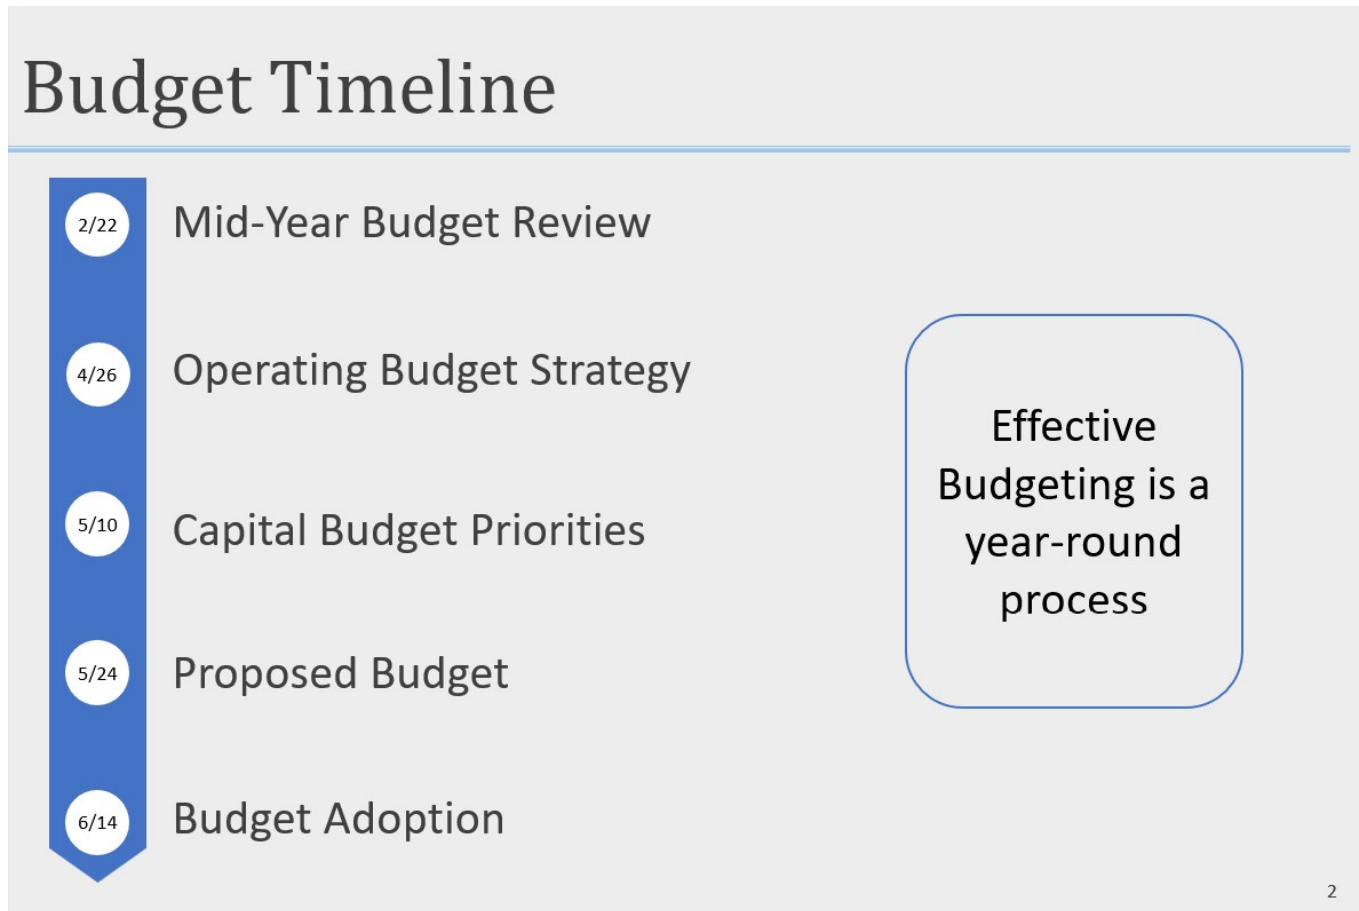 Budget Timeline
2/22 Mid-Year Budget Review
4/26 Operating Budget Strategy
5/10 Capital Budget Priorities
5/24 Proposed Budget
6/14 Budget Adoption
Effective
Budgeting is a
year-round
process
2